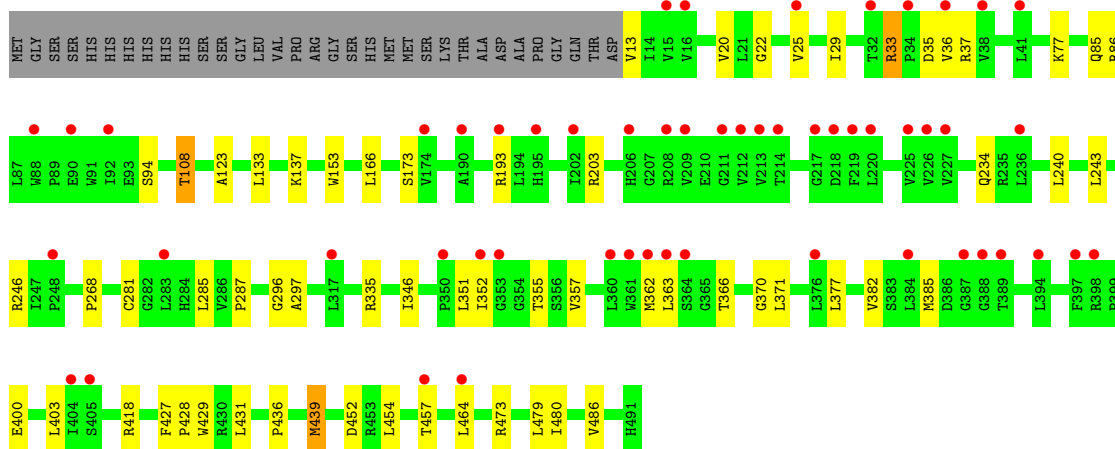 MET GLY SER SER HIS HIS HIS HIS HIS HIS SER SER GLY LEU VAL PRO ARG GLY SER HIS MET MET SER LYS THR ALA ALA PRO GLY GLN THR ASP V13 I14 V15 V16 V20 L21 G22 V25 I29 T32 R33 P34 D35 V36 R37 V38 L41 K77 Q85
L87 W88 P89 E90 W91 I92 E93 S94 T108 A123 L133 K137 W153 L166 S173 V174 A190 R193 L194 H195 I202 R203 H206 G207 R208 V209 E210 G211 V212 V213 T214 G217 D218 F219 L220 V225 V226 V227 Q234 R235 L236 L240 L243
R246 I247 P248 P268 C281 G282 L283 H284 L285 V286 P287 G296 A297 L317 R335 I346 P350 L351 I352 G353 G354 T355 S356 V357 L360 W361 M362 L363 S364 G365 T366 G370 L371 L376 L377 V382 S383 L384 M385 D386 G387 G388 T389 L394 F397 R398
E400 L403 I404 S405 R418 F427 P428 W429 R430 L431 P436 M439 D452 R453 L454 T457 L464 R473 L479 I480 V486 H491